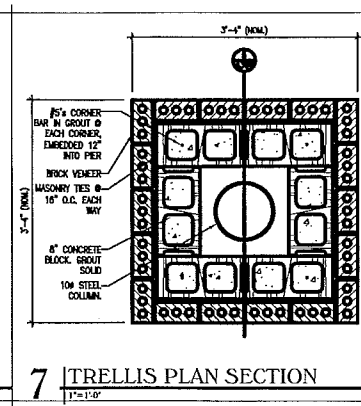 3'-4" (NOM.)
#5's CORNER
BAR IN GROUT @
EACH CORNER,
EMBEDDED 12"
INTO PIER
BRICK VENEER
MASONRY TIES @
16" O.C. EACH
WAY
3'-4" (NOM.)
8" CONCRETE
BLOCK. GROUT
SOLID
10ø STEEL
COLUMN.
7 TRELLIS PLAN SECTION
1"=1'-0"